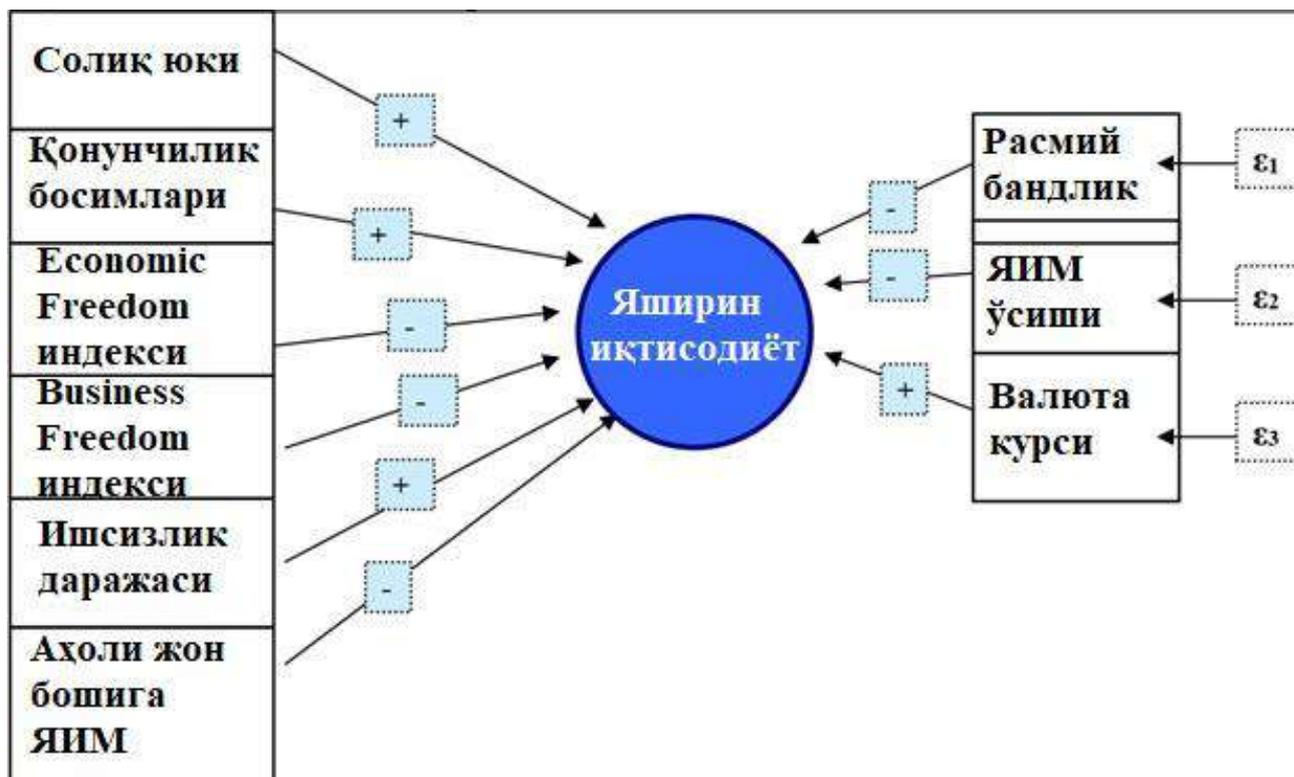 Солиқ юки
Қонунчилик
босимлари
Economic
Freedom
индекси
Business
Freedom
индекси
Ишсизлик
даражаси
Аҳоли жон
бошига
ЯИМ
+
+
-
-
+
-
Яширин
иқтисодиёт
-
-
+
Расмий
бандлик
ЯИМ
ўсиши
Валюта
курси
ε1
ε2
ε3